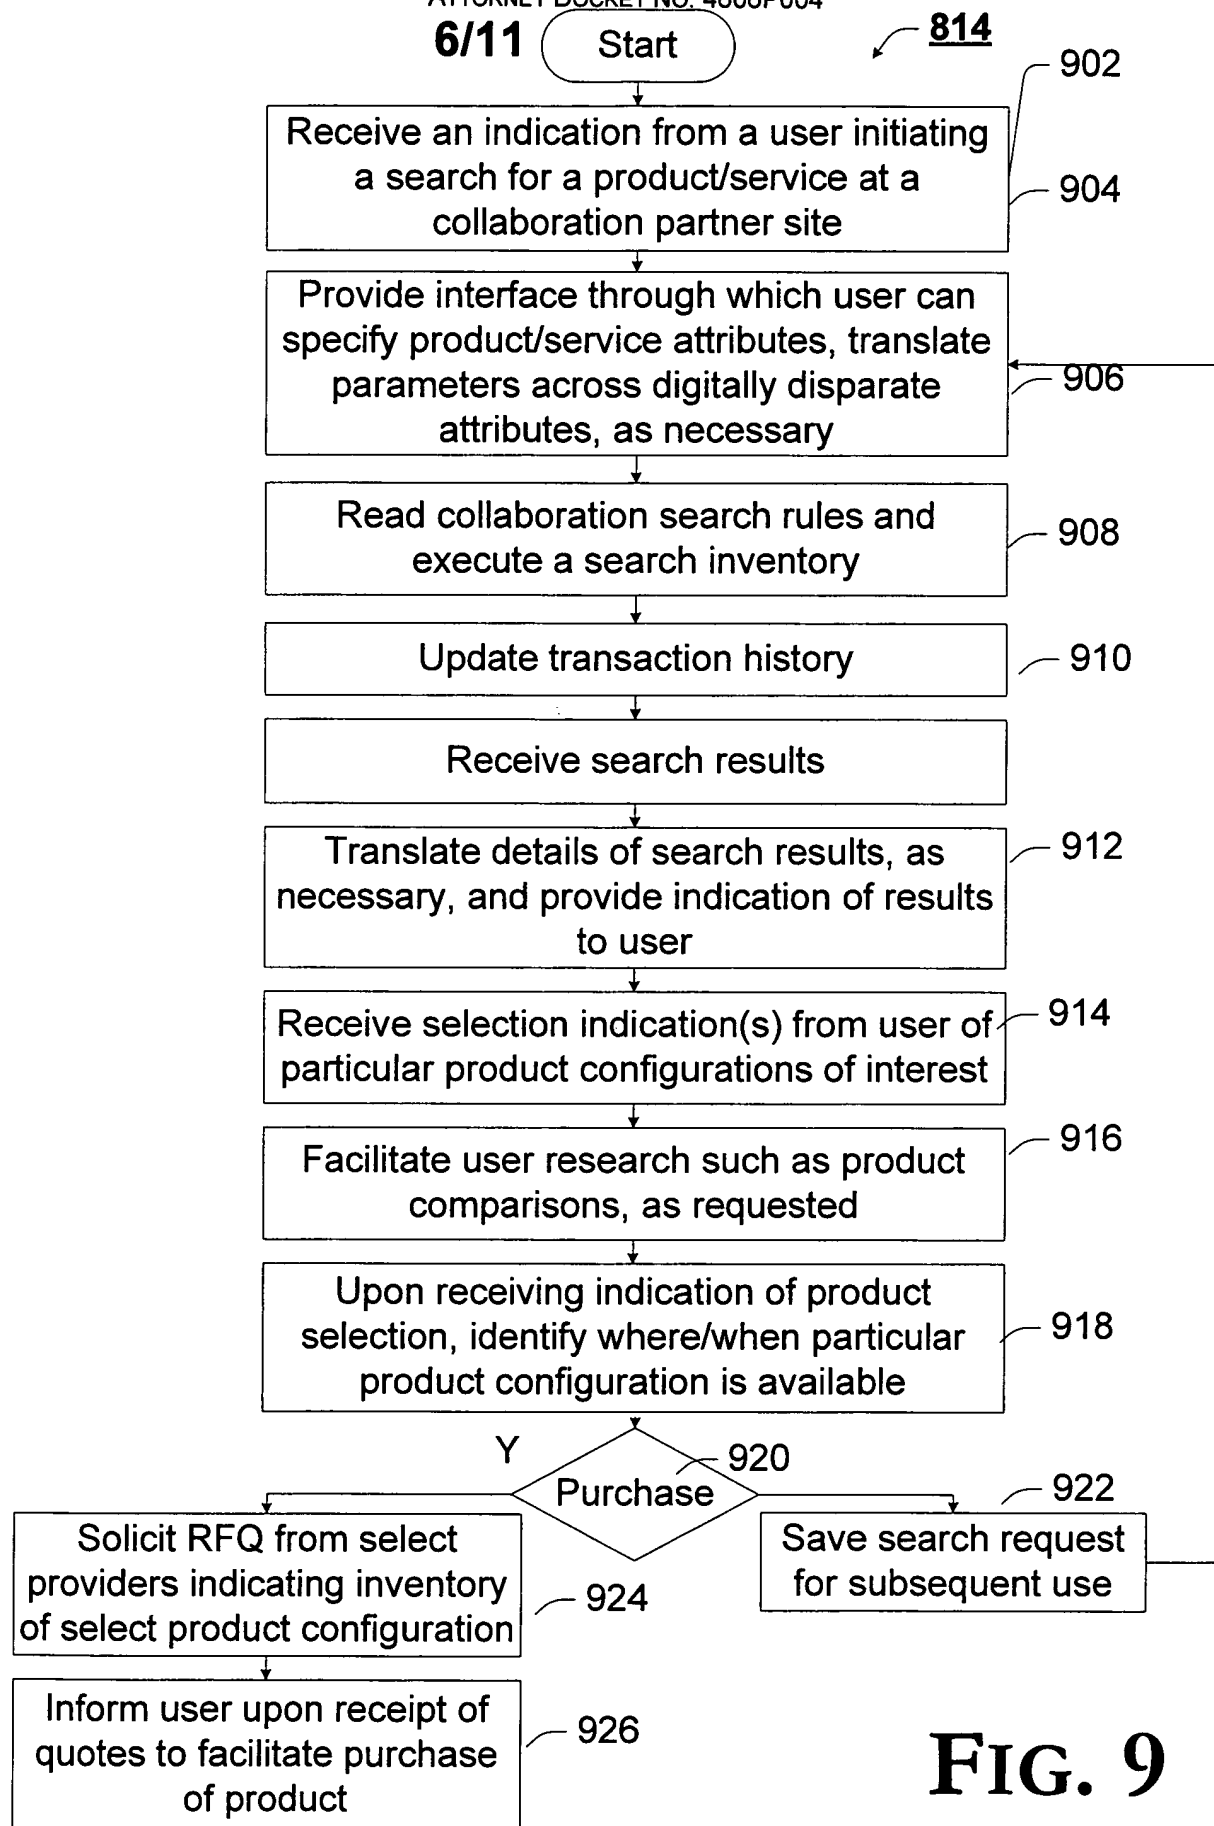 ATTORNEY DOCKET NO. 4608P004
6/11
Start
814
902
Receive an indication from a user initiating
a search for a product/service at a
collaboration partner site
904
Provide interface through which user can
specify product/service attributes, translate
parameters across digitally disparate
attributes, as necessary
906
Read collaboration search rules and
execute a search inventory
908
Update transaction history
910
Receive search results
Translate details of search results, as
necessary, and provide indication of results
to user
912
Receive selection indication(s) from user of
particular product configurations of interest
914
Facilitate user research such as product
comparisons, as requested
916
Upon receiving indication of product
selection, identify where/when particular
product configuration is available
918
Y
Purchase
920
Solicit RFQ from select
providers indicating inventory
of select product configuration
924
Save search request
for subsequent use
922
Inform user upon receipt of
quotes to facilitate purchase
of product
926
FIG. 9